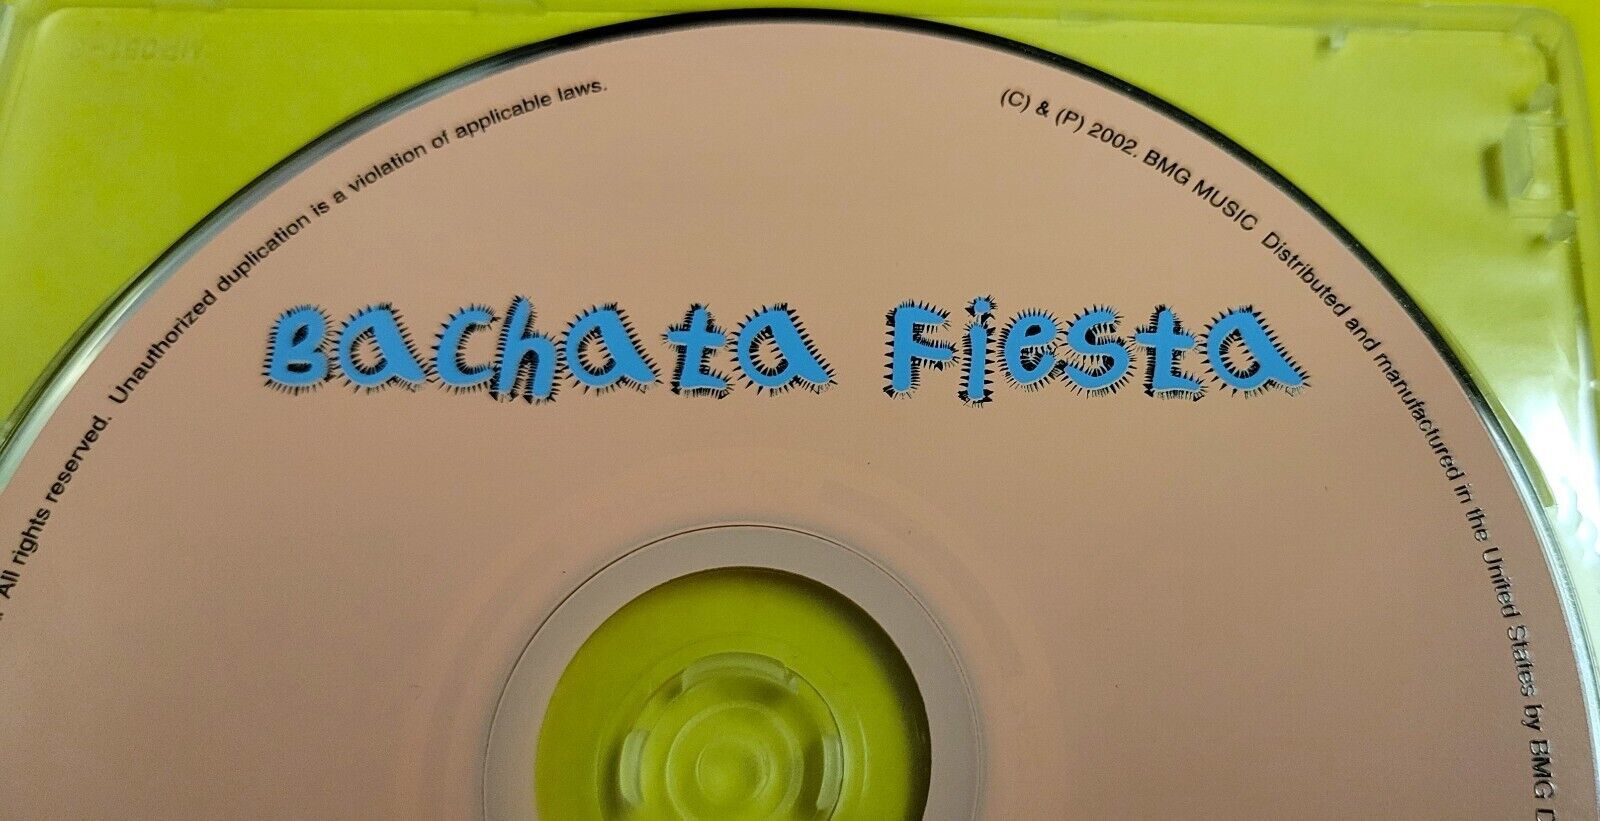 Bachata Fiesta
(C) & (P) 2002. BMG MUSIC Distributed and manufactured in the United States by BMG
All rights reserved. Unauthorized duplication is a violation of applicable laws.